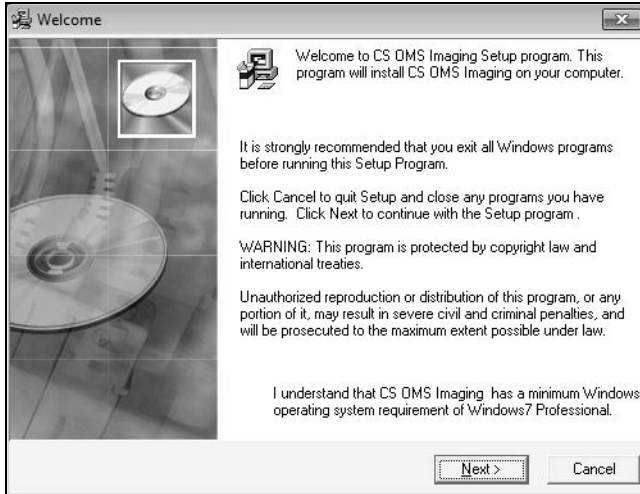 Welcome
Welcome to CS OMS Imaging Setup program. This
program will install CS OMS Imaging on your computer.
It is strongly recommended that you exit all Windows programs
before running this Setup Program.
Click Cancel to quit Setup and close any programs you have
running. Click Next to continue with the Setup program .
WARNING: This program is protected by copyright law and
international treaties.
Unauthorized reproduction or distribution of this program, or any
portion of it, may result in severe civil and criminal penalties, and
will be prosecuted to the maximum extent possible under law.
I understand that CS OMS Imaging has a minimum Windows
operating system requirement of Windows7 Professional.
Next >
Cancel